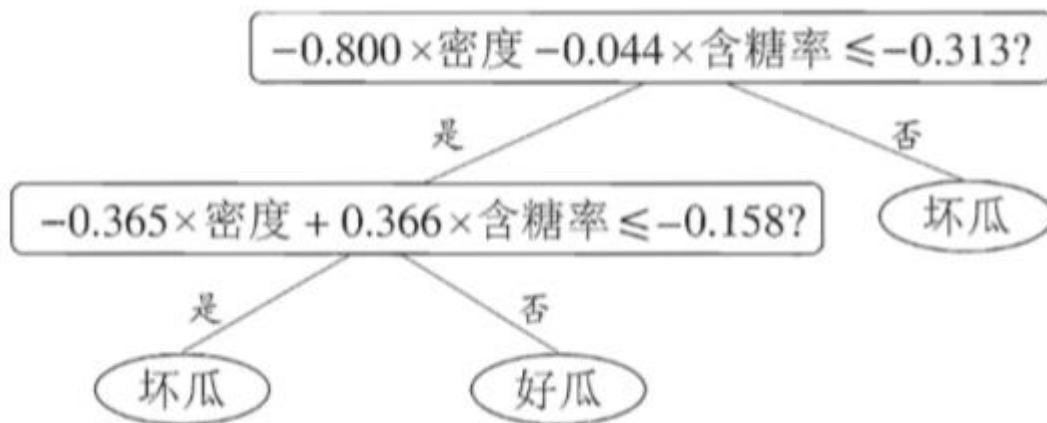 -0.800×密度-0.044×含糖率≤-0.313?
是
否
-0.365×密度+0.366×含糖率≤-0.158?
坏瓜
是
否
坏瓜
好瓜